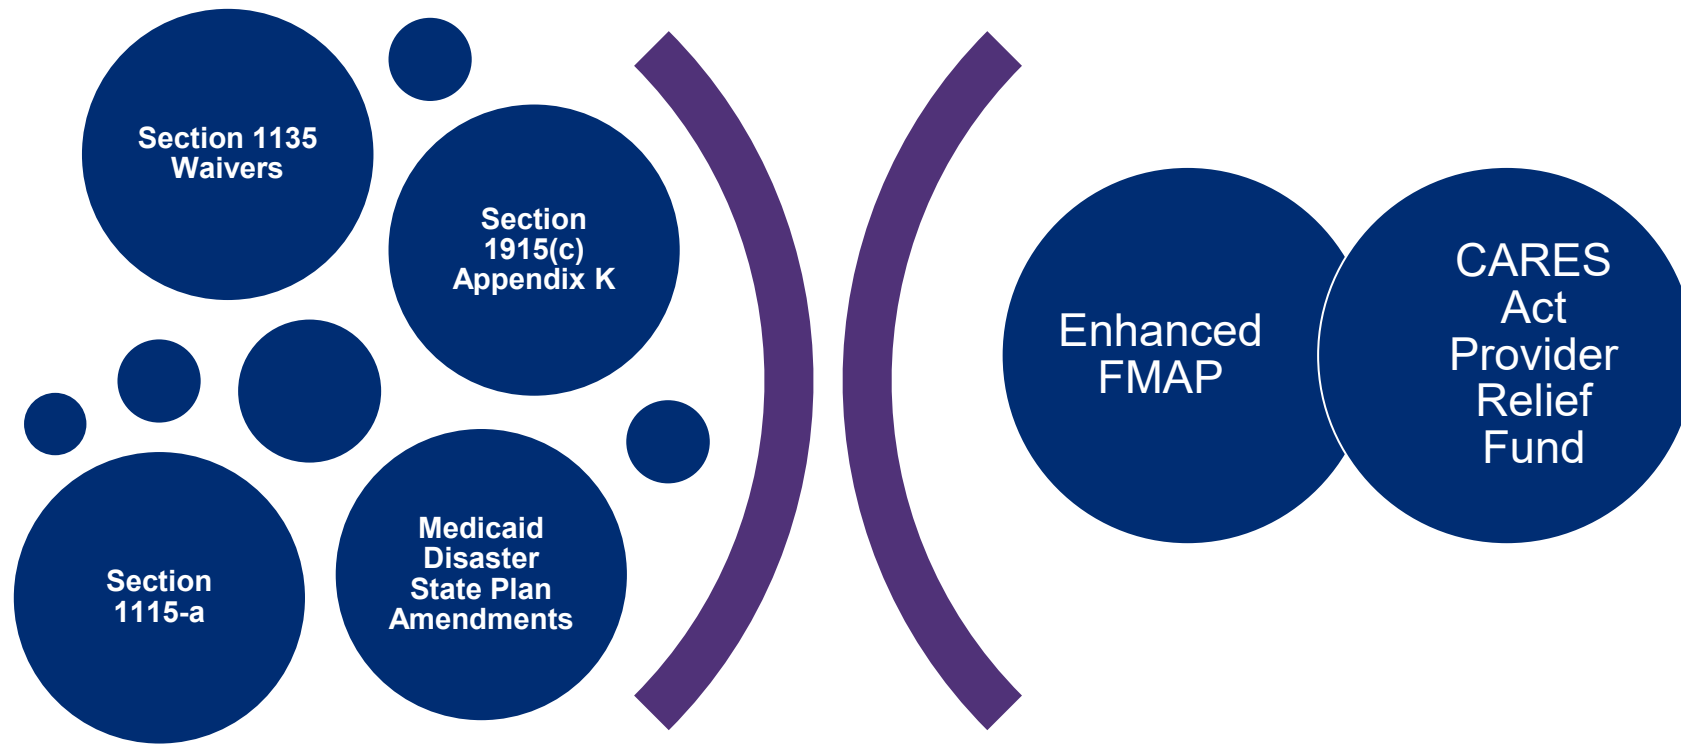 Section 1135
Waivers
Section
1915(c)
Appendix K
Section
1115-a
Medicaid
Disaster
State Plan
Amendments
Enhanced
FMAP
CARES
Act
Provider
Relief
Fund